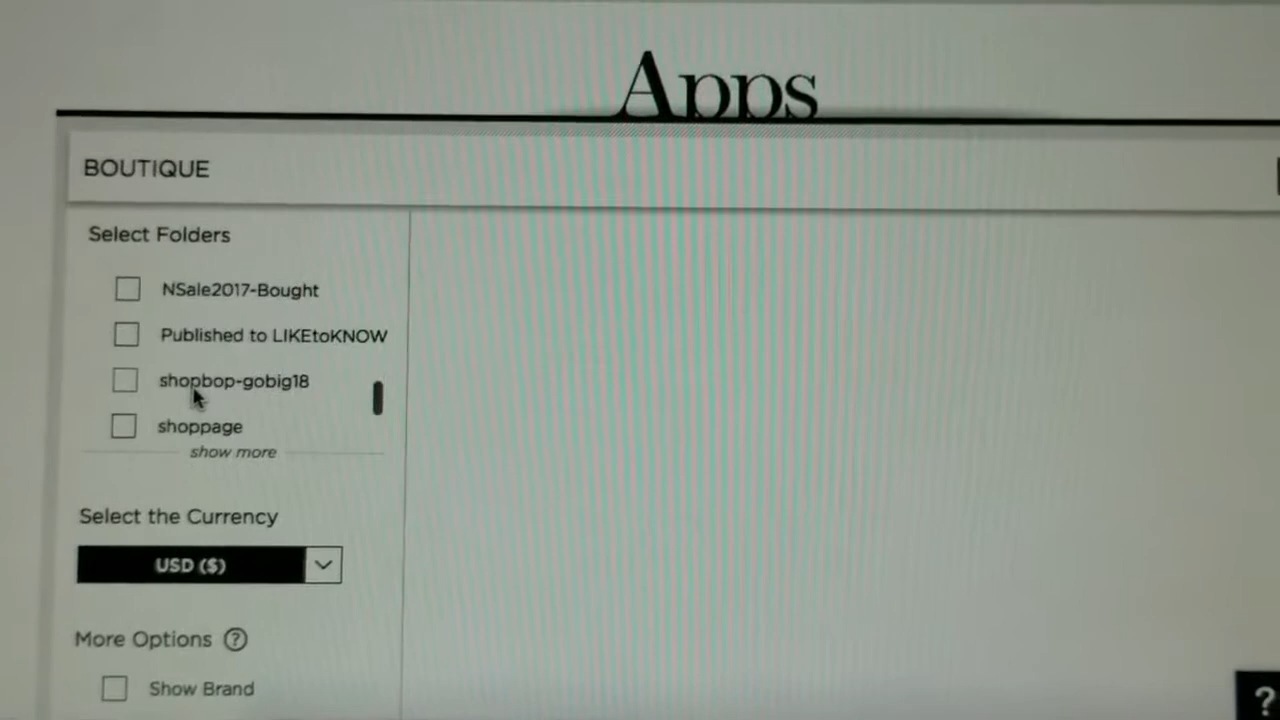 Apps
BOUTIQUE
Select Folders
NSale2017-Bought
Published to LIKEtoKNOW
shopbop-gobig18
shoppage
show more
Select the Currency
USD ($)
More Options ?
Show Brand
?